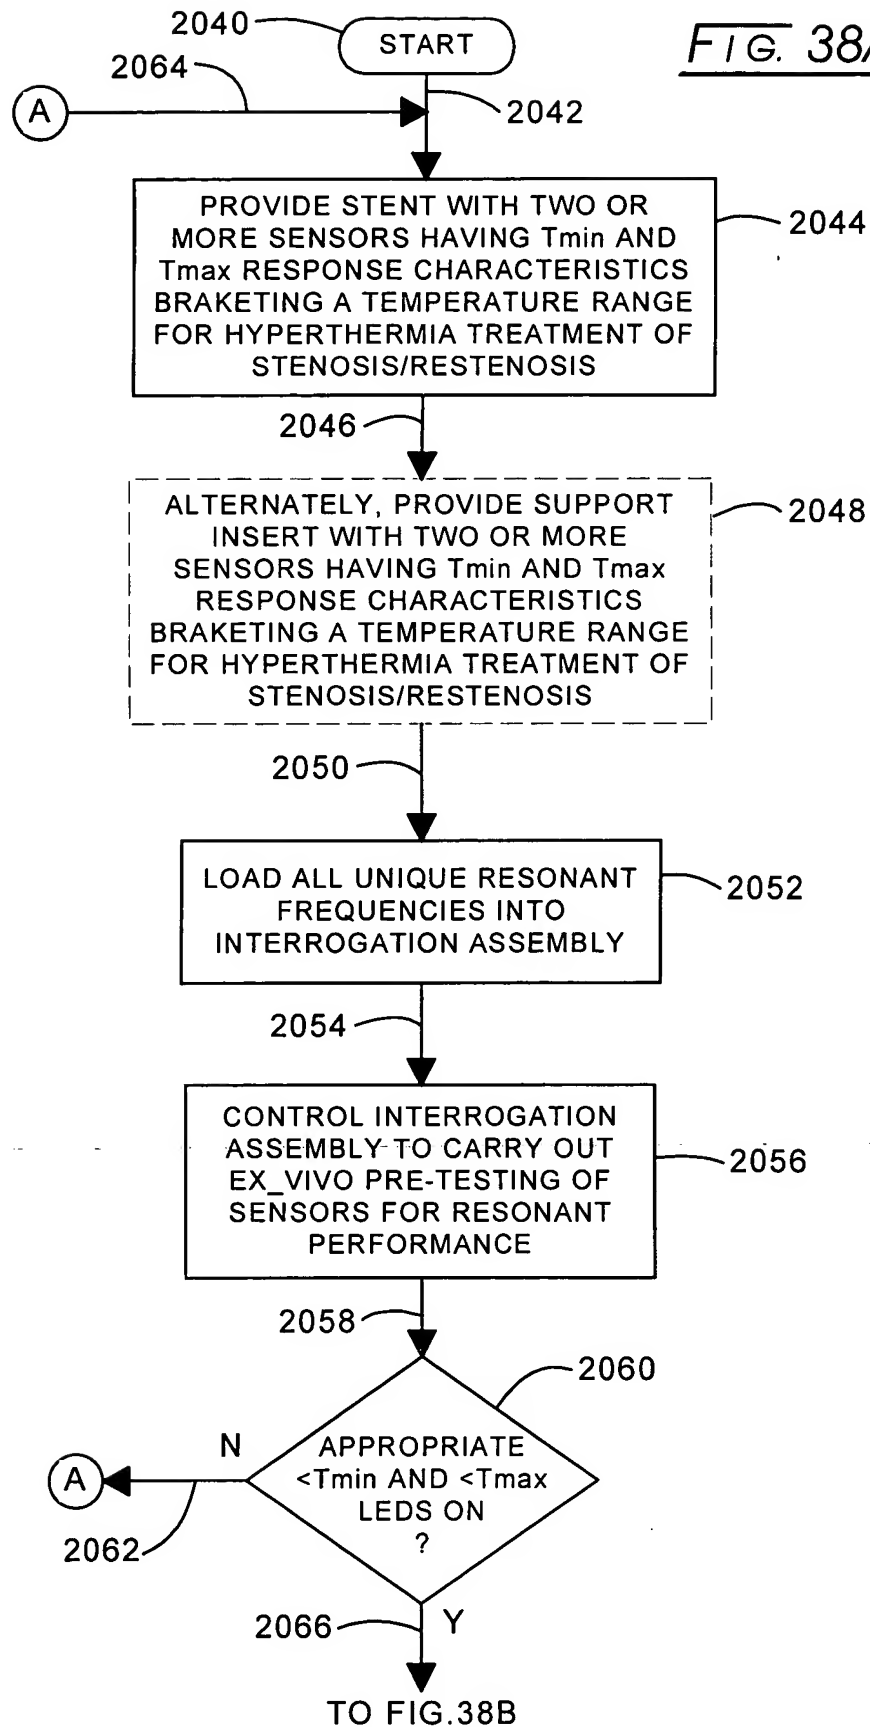 2040
START
FIG. 38A
2064
A
2042
PROVIDE STENT WITH TWO OR
MORE SENSORS HAVING Tmin AND
Tmax RESPONSE CHARACTERISTICS
BRAKETING A TEMPERATURE RANGE
FOR HYPERTHERMIA TREATMENT OF
STENOSIS/RESTENOSIS
2044
2046
ALTERNATELY, PROVIDE SUPPORT
INSERT WITH TWO OR MORE
SENSORS HAVING Tmin AND Tmax
RESPONSE CHARACTERISTICS
BRAKETING A TEMPERATURE RANGE
FOR HYPERTHERMIA TREATMENT OF
STENOSIS/RESTENOSIS
2048
2050
LOAD ALL UNIQUE RESONANT
FREQUENCIES INTO
INTERROGATION ASSEMBLY
2052
2054
CONTROL INTERROGATION
ASSEMBLY TO CARRY OUT
EX_VIVO PRE-TESTING OF
SENSORS FOR RESONANT
PERFORMANCE
2056
2058
2060
N
APPROPRIATE
<Tmin AND <Tmax
LEDS ON
?
A
2062
2066
Y
TO FIG.38B